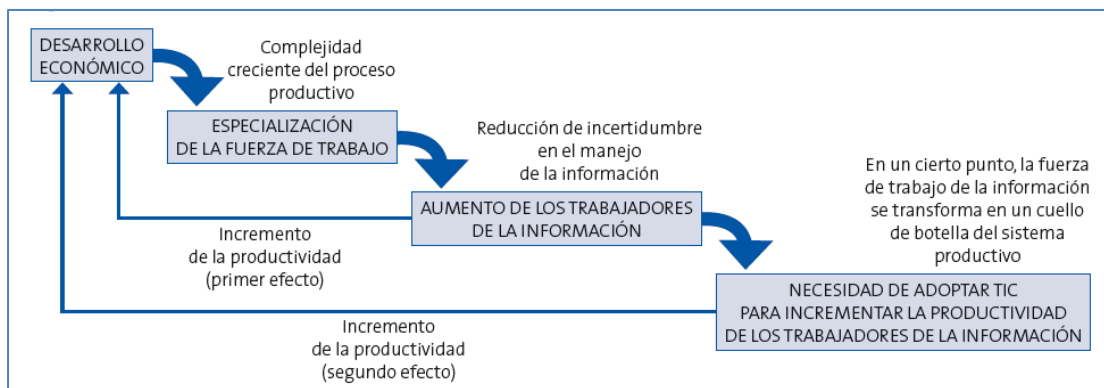 DESARROLLO
ECONÓMICO
Complejidad
creciente del proceso
productivo
ESPECIALIZACIÓN
DE LA FUERZA DE TRABAJO
Reducción de incertidumbre
en el manejo
de la información
AUMENTO DE LOS TRABAJADORES
DE LA INFORMACIÓN
En un cierto punto, la fuerza
de trabajo de la información
se transforma en un cuello
de botella del sistema
productivo
NECESIDAD DE ADOPTAR TIC
PARA INCREMENTAR LA PRODUCTIVIDAD
DE LOS TRABAJADORES DE LA INFORMACIÓN
Incremento
de la productividad
(primer efecto)
Incremento
de la productividad
(segundo efecto)